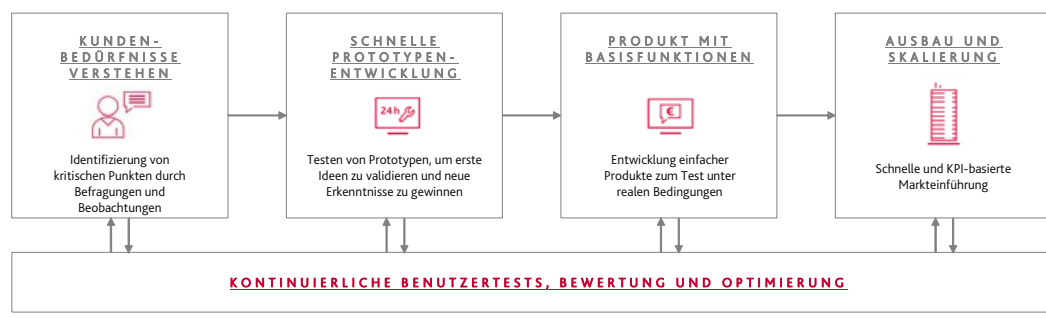 KUNDEN-
BEDÜRFNISSE
VERSTEHEN
Identifizierung von
kritischen Punkten durch
Befragungen und
Beobachtungen
SCHNELLE
PROTOTYPEN-
ENTWICKLUNG
24h
Testen von Prototypen, um erste
Ideen zu validieren und neue
Erkenntnisse zu gewinnen
PRODUKT MIT
BASISFUNKTIONEN
€
Entwicklung einfacher
Produkte zum Test unter
realen Bedingungen
AUSBAU UND
SKALIERUNG
Schnelle und KPI-basierte
Markteinführung
KONTINUIERLICHE BENUTZERTESTS, BEWERTUNG UND OPTIMIERUNG